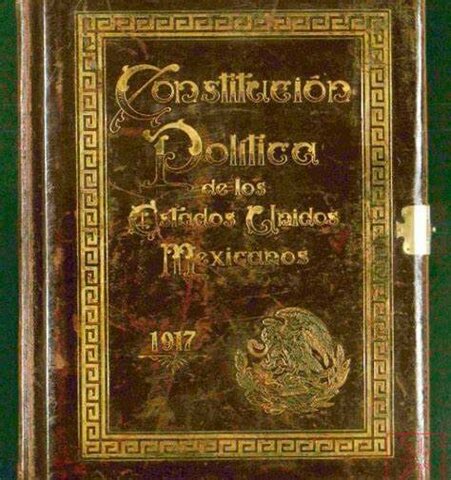 Constitución
Política
de los
Estados Unidos
Mexicanos
1917